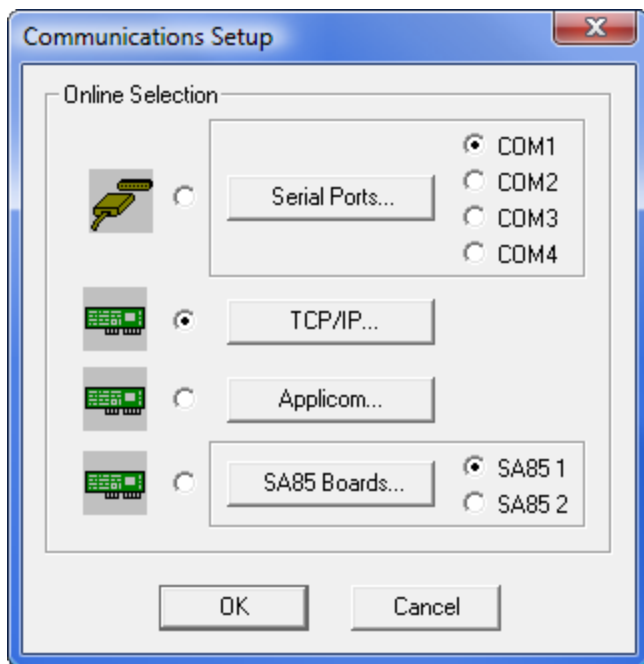 Communications Setup
Online Selection
Serial Ports...
COM1
COM2
COM3
COM4
TCP/IP...
Applicom...
SA85 Boards...
SA85 1
SA85 2
OK
Cancel